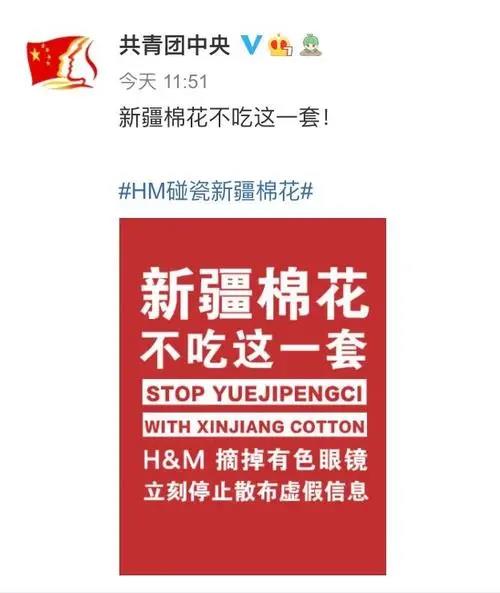 共青团中央
今天 11:51
新疆棉花不吃这一套!
#HM碰瓷新疆棉花#
新疆棉花
不吃这一套
STOP YUEJIPENGCI
WITH XINJIANG COTTON
H&M 摘掉有色眼镜
立刻停止散布虚假信息